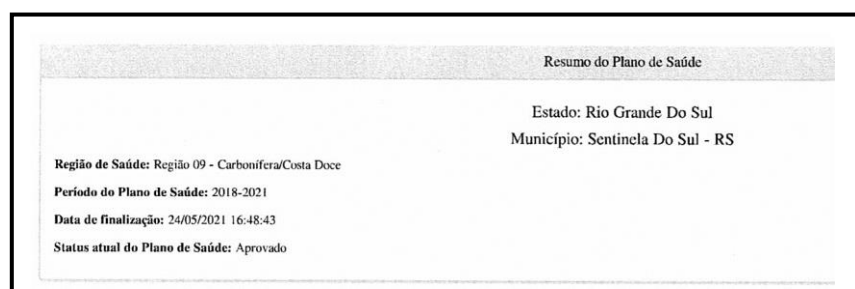 Resumo do Plano de Saúde
Estado: Rio Grande Do Sul
Município: Sentinela Do Sul - RS
Região de Saúde: Região 09 - Carbonífera/Costa Doce
Período do Plano de Saúde: 2018-2021
Data de finalização: 24/05/2021 16:48:43
Status atual do Plano de Saúde: Aprovado